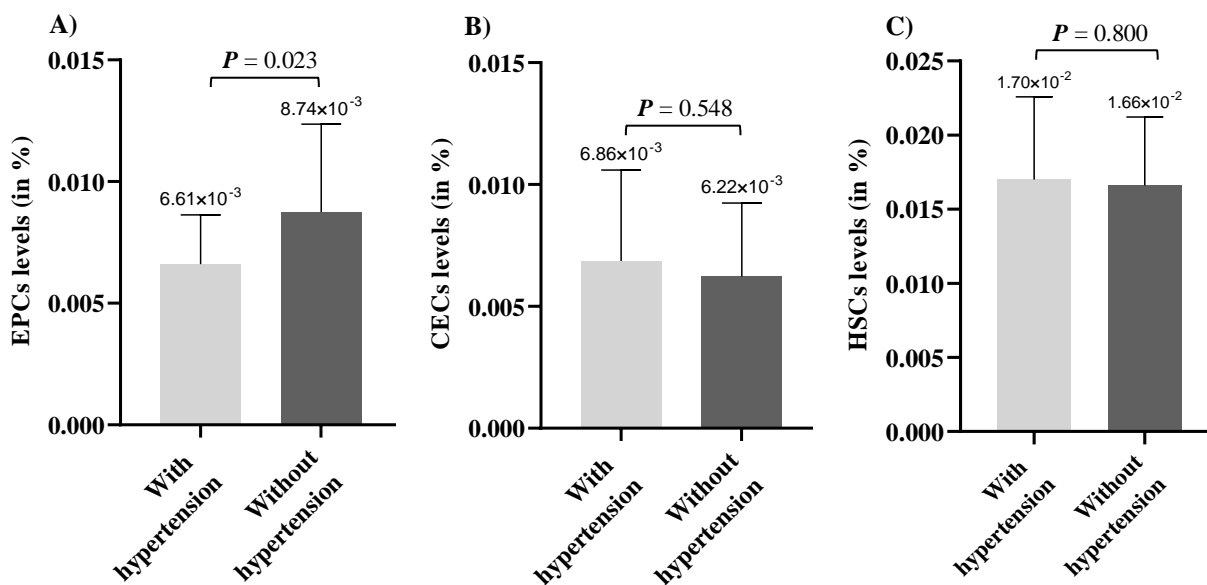 A)
P = 0.023
0.015
8.74×10⁻³
0.010
6.61×10⁻³
0.005
0.000
EPCs levels (in %)
With
hypertension
Without
hypertension
B)
0.015
P = 0.548
6.86×10⁻³
6.22×10⁻³
0.010
0.005
0.000
CECs levels (in %)
With
hypertension
Without
hypertension
C)
P = 0.800
0.025
1.70×10⁻²
1.66×10⁻²
0.020
0.015
0.010
0.005
0.000
HSCs levels (in %)
With
hypertension
Without
hypertension